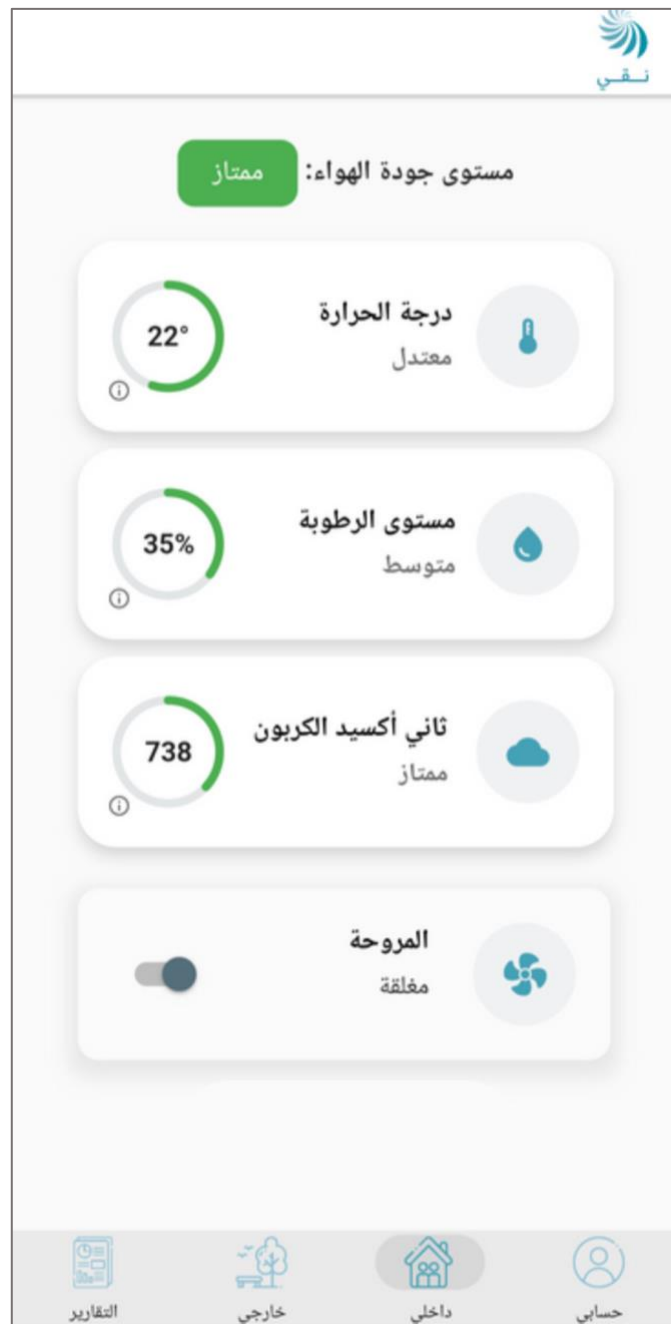 نقي
مستوى جودة الهواء: ممتاز
درجة الحرارة
معتدل
22°
مستوى الرطوبة
متوسط
35%
ثاني أكسيد الكربون
ممتاز
738
المروحة
مغلقة
حسابي
داخلي
خارجي
التقارير